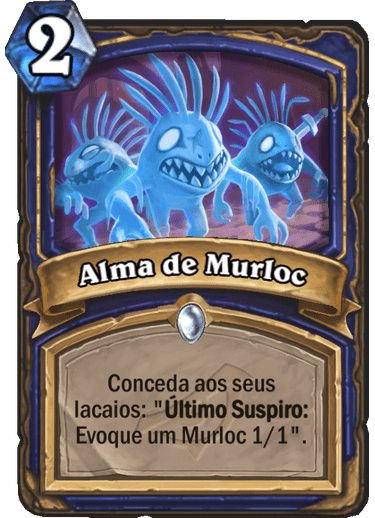 2
Alma de Murloc
Conceda aos seus
lacaios: "Último Suspiro:
Evoque um Murloc 1/1".